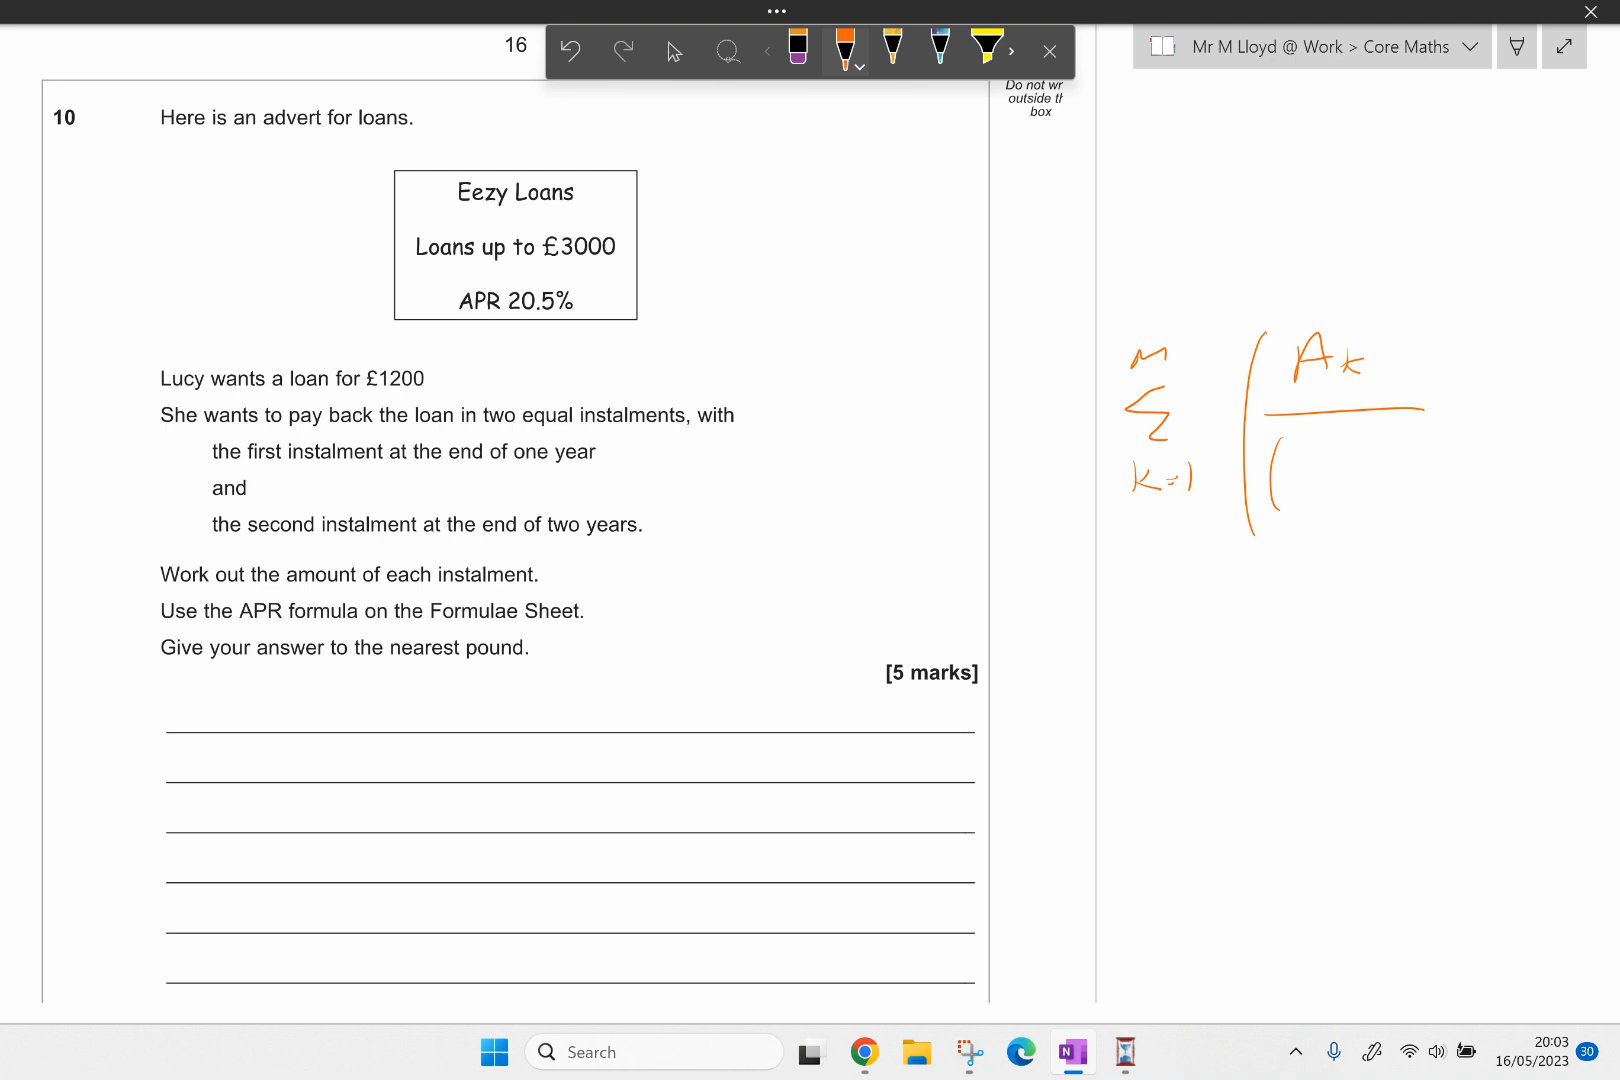 16
Mr M Lloyd @ Work > Core Maths
Do not wr
outside th
box
10 Here is an advert for loans.
Eezy Loans
Loans up to £3000
APR 20.5%
Lucy wants a loan for £1200
She wants to pay back the loan in two equal instalments, with
the first instalment at the end of one year
and
the second instalment at the end of two years.
Work out the amount of each instalment.
Use the APR formula on the Formulae Sheet.
Give your answer to the nearest pound.
[5 marks]
m
Σ
k=1
( A_k
(
Search
20:03
16/05/2023
30